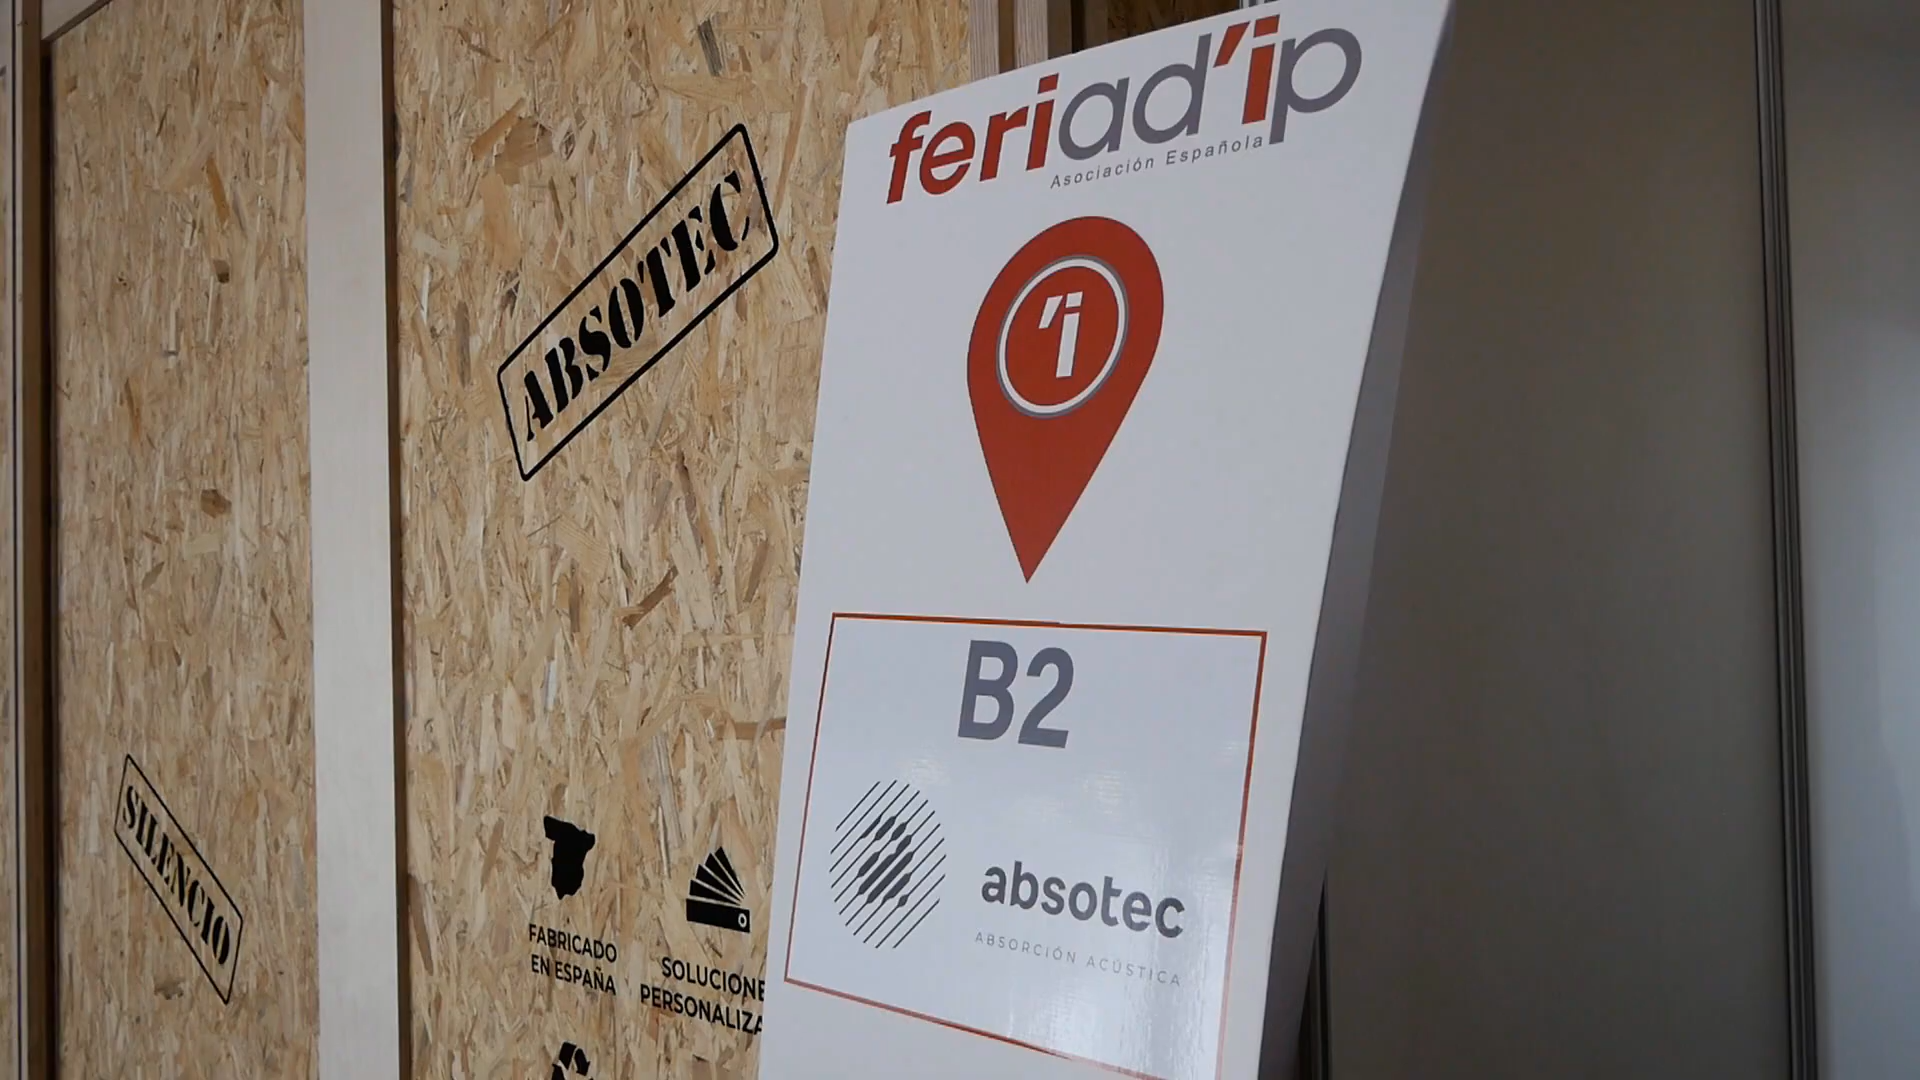 feriad'ip
Asociación Española
'i
B2
absotec
ABSORCIÓN ACÚSTICA
ABSOTEC
SILENCIO
FABRICADO
EN ESPAÑA
SOLUCIONE
PERSONALIZA